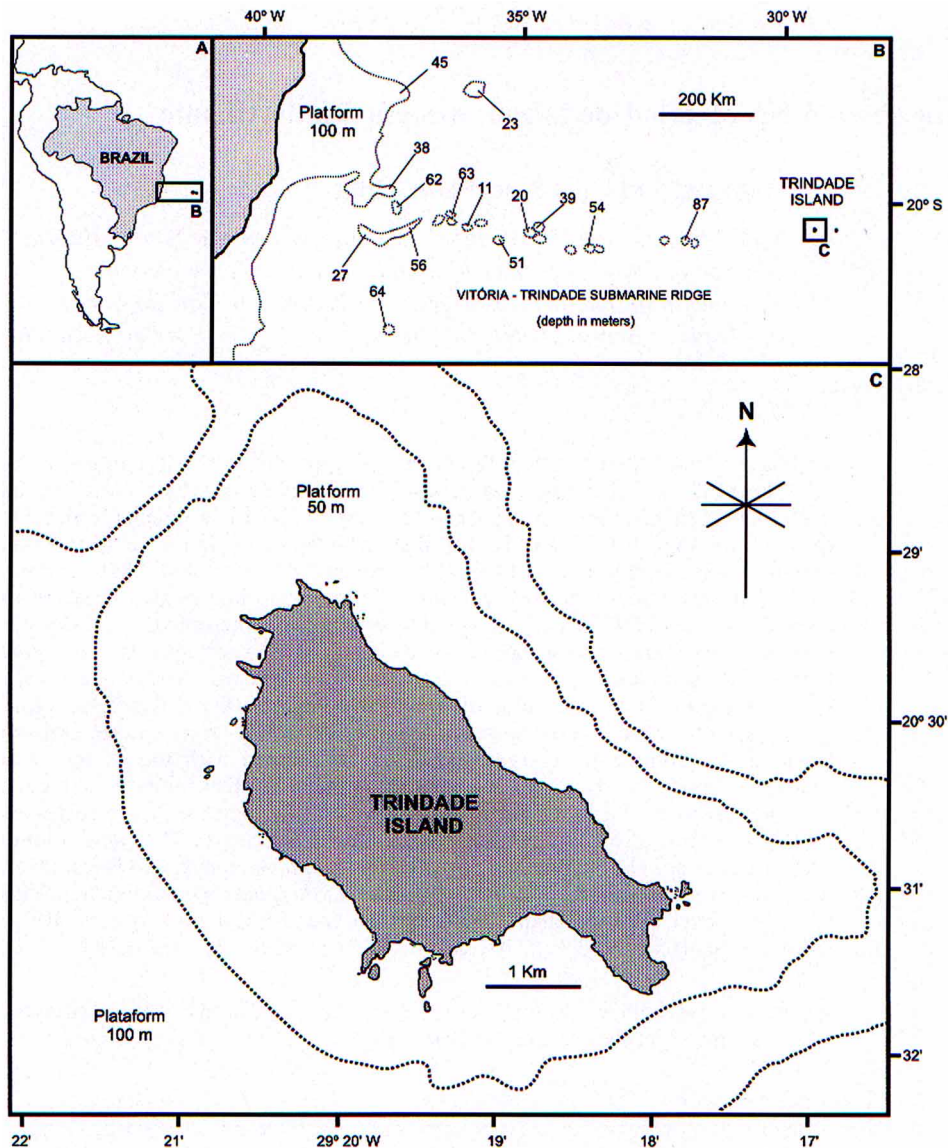 40° W
35° W
30° W
A
BRAZIL
B
B
45
Platform
100 m
23
200 Km
38
62
63
11
20
39
54
87
TRINDADE
ISLAND
20° S
C
27
56
51
64
VITÓRIA - TRINDADE SUBMARINE RIDGE
(depth in meters)
28'
C
N
Platform
50 m
29'
20° 30'
TRINDADE
ISLAND
31'
1 Km
Plataform
100 m
32'
22'
21'
29° 20' W
19'
18'
17'